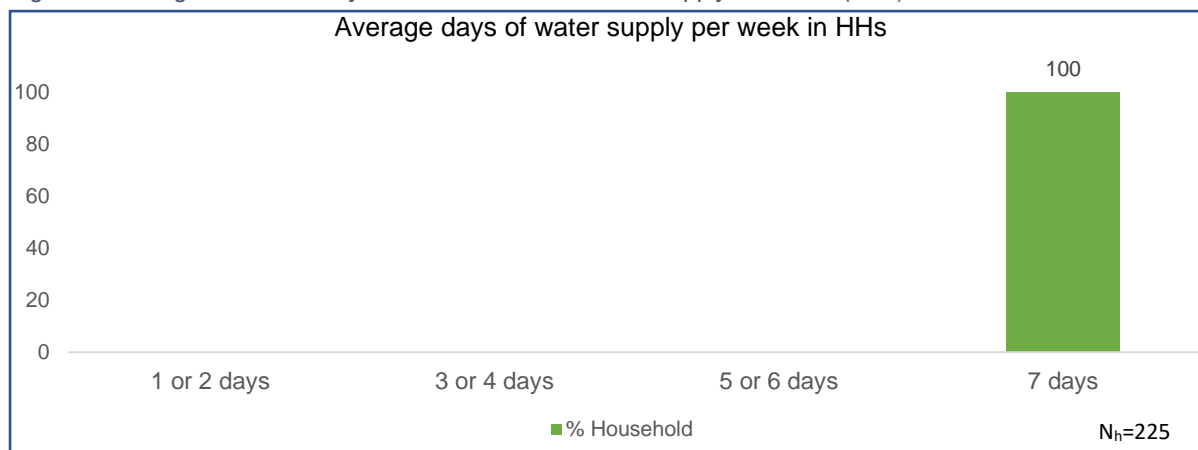 Average days of water supply per week in HHs
100
100
80
60
40
20
0
1 or 2 days
3 or 4 days
5 or 6 days
7 days
% Household
Nh=225